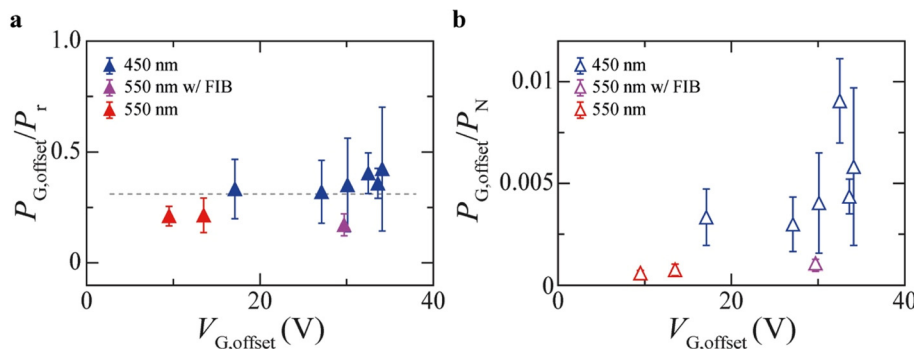 a
1.0
0.5
0
P_G,offset/P_r
450 nm
550 nm w/ FIB
550 nm
0
20
40
V_G,offset (V)
b
0.01
0.005
0
P_G,offset/P_N
450 nm
550 nm w/ FIB
550 nm
0
20
40
V_G,offset (V)